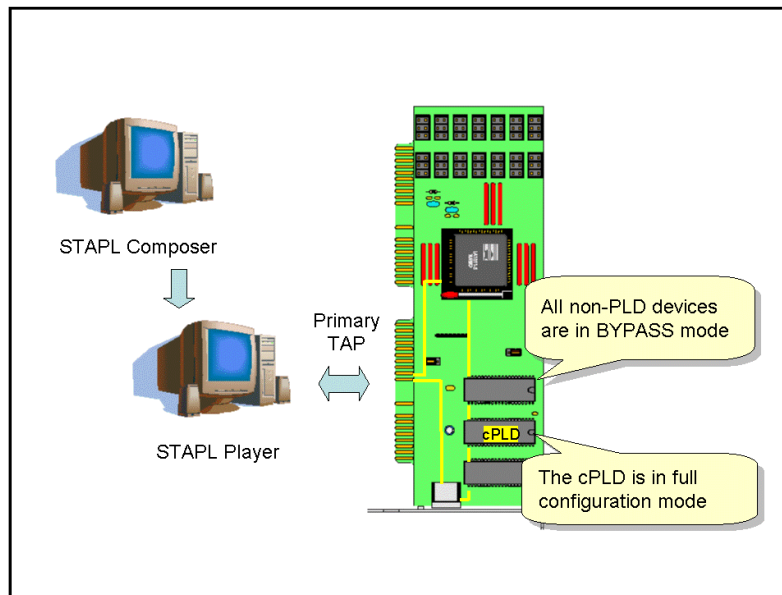 STAPL Composer
Primary
TAP
STAPL Player
All non-PLD devices
are in BYPASS mode
cPLD
The cPLD is in full
configuration mode